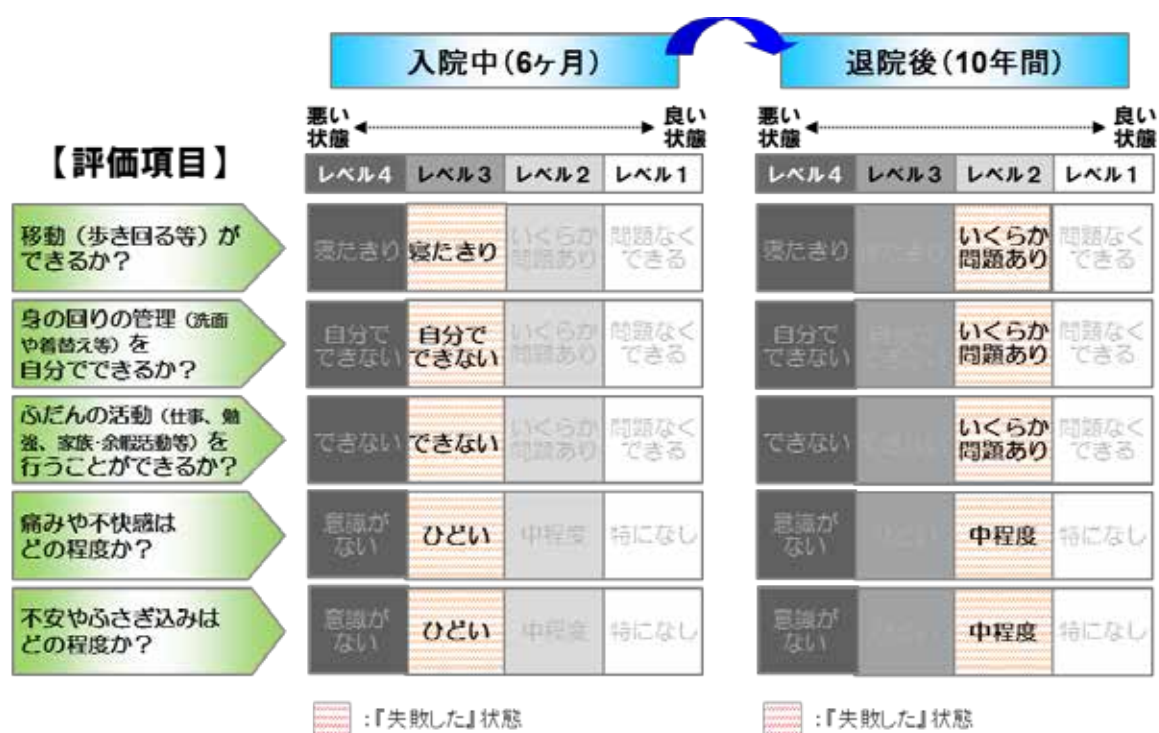 入院中(6ヶ月)
退院後(10年間)
悪い
状態
良い
状態
悪い
状態
良い
状態
【評価項目】
レベル4 レベル3 レベル2 レベル1
レベル4 レベル3 レベル2 レベル1
移動（歩き回る等）が
できるか？
寝たきり 寝たきり いくらか
問題あり 問題なく
できる
寝たきり いくらか
問題あり 問題なく
できる
身の回りの管理（洗面
や着替え等）を
自分でできるか？
自分で
できない 自分で
できない いくらか
問題あり 問題なく
できる
自分で
できない いくらか
問題あり 問題なく
できる
ふだんの活動（仕事、勉
強、家族・余暇活動等）を
行うことができるか？
できない できない いくらか
問題あり 問題なく
できる
できない いくらか
問題あり 問題なく
できる
痛みや不快感は
どの程度か？
意識が
ない ひどい 中程度 特になし
意識が
ない 中程度 特になし
不安やふさぎ込みは
どの程度か？
意識が
ない ひどい 中程度 特になし
意識が
ない 中程度 特になし
：『失敗した』状態
：『失敗した』状態